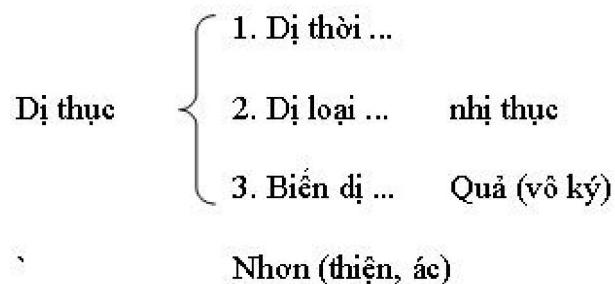 1. Dị thời ...
Dị thục 2. Dị loại ... nhị thục
3. Biến dị ... Quả (vô ký)
` Nhơn (thiện, ác)